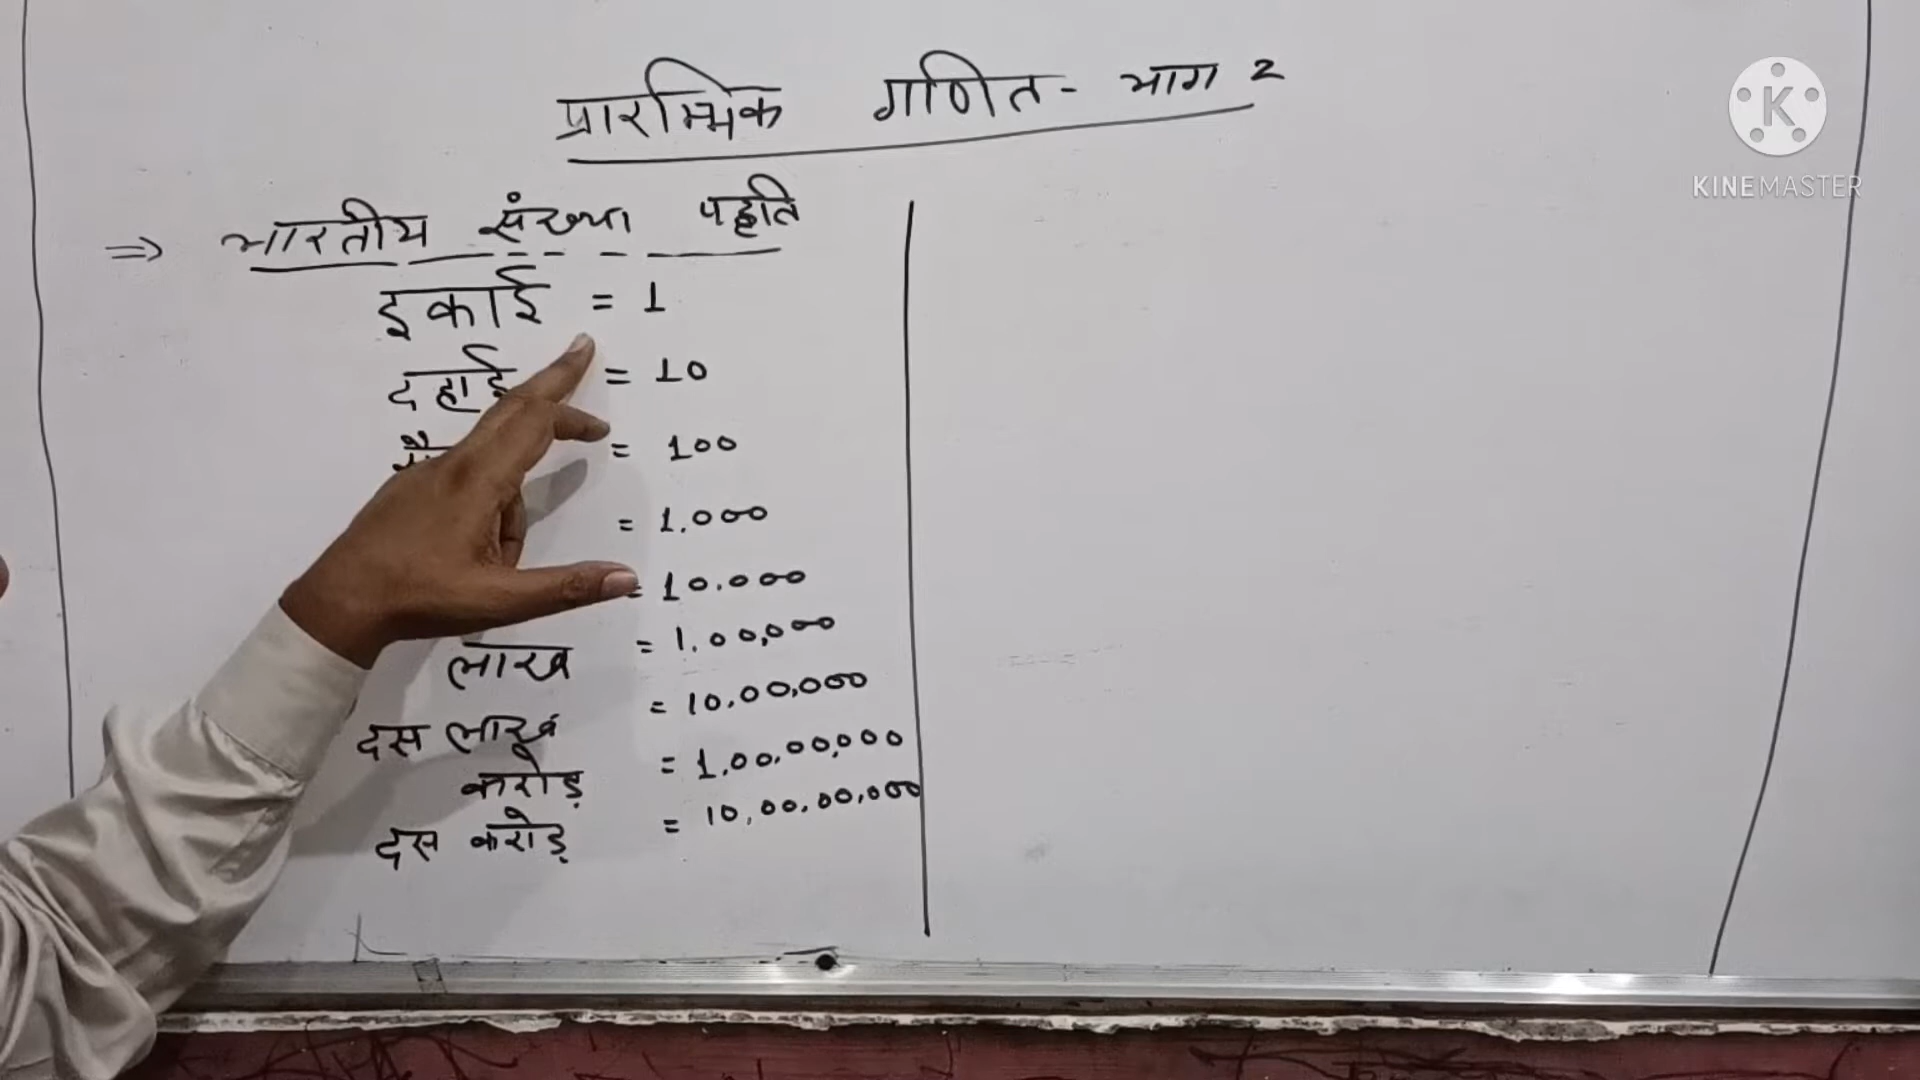 प्रारम्भिक गणित - भाग 2
⇒ भारतीय संख्या पद्धति
इकाई = 1
दहाई = 10
= 100
= 1.000
= 10.000
लाख = 1.00,000
दस लाख = 10.00,000
करोड़ = 1.00.00,000
दस करोड़ = 10,00.00,000
KINEMASTER